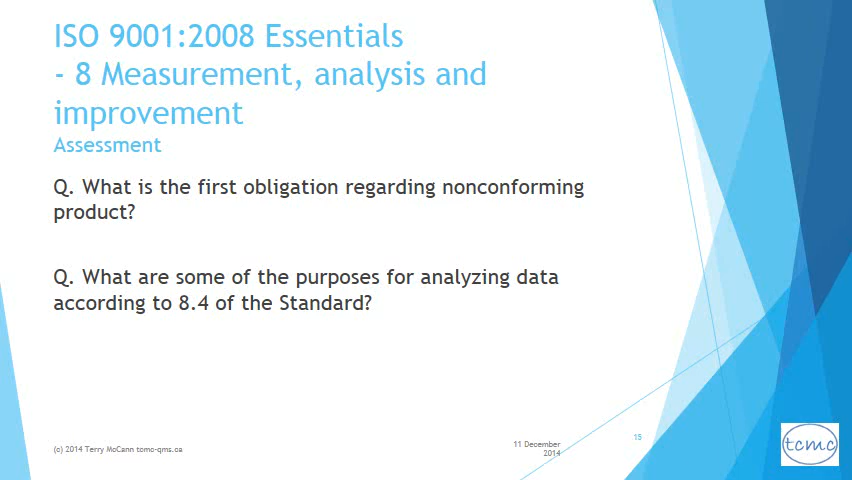 ISO 9001:2008 Essentials
- 8 Measurement, analysis and
improvement
Assessment
Q. What is the first obligation regarding nonconforming
product?
Q. What are some of the purposes for analyzing data
according to 8.4 of the Standard?
(c) 2014 Terry McCann tcmc-qms.ca
11 December
2014
15
tcmc